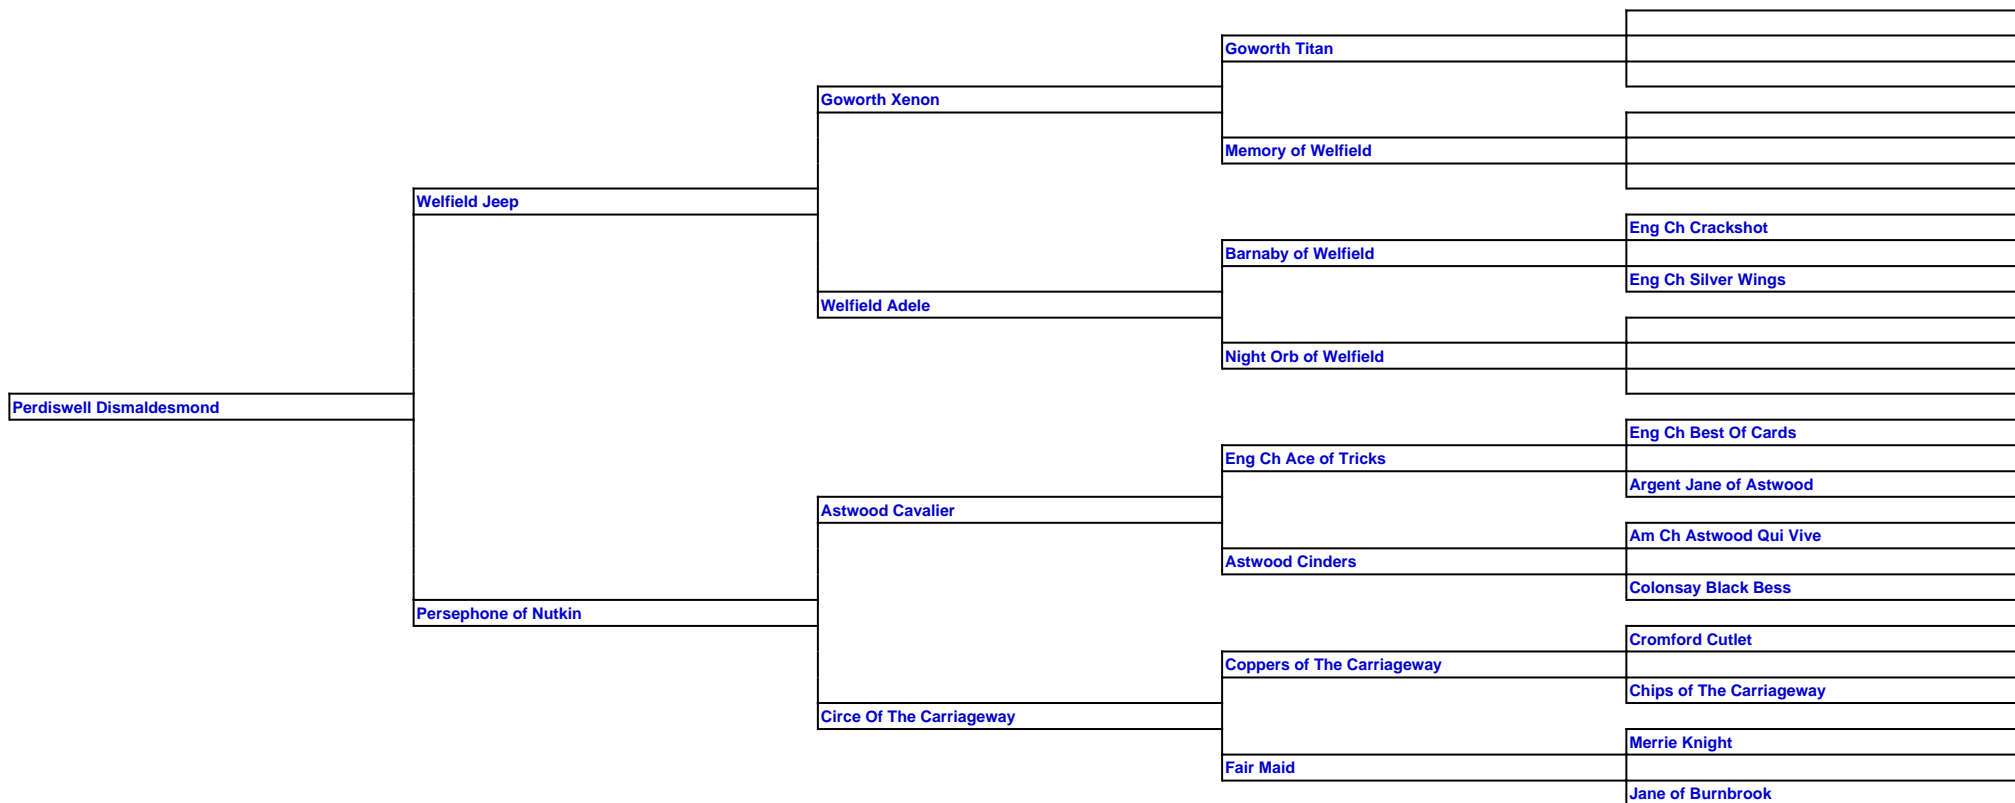 Goworth Titan
Goworth Xenon
Memory of Welfield
Welfield Jeep
Eng Ch Crackshot
Barnaby of Welfield
Eng Ch Silver Wings
Welfield Adele
Night Orb of Welfield
Perdiswell Dismaldesmond
Eng Ch Best Of Cards
Eng Ch Ace of Tricks
Argent Jane of Astwood
Astwood Cavalier
Am Ch Astwood Qui Vive
Astwood Cinders
Colonsay Black Bess
Persephone of Nutkin
Cromford Cutlet
Coppers of The Carriageway
Chips of The Carriageway
Circe Of The Carriageway
Merrie Knight
Fair Maid
Jane of Burnbrook